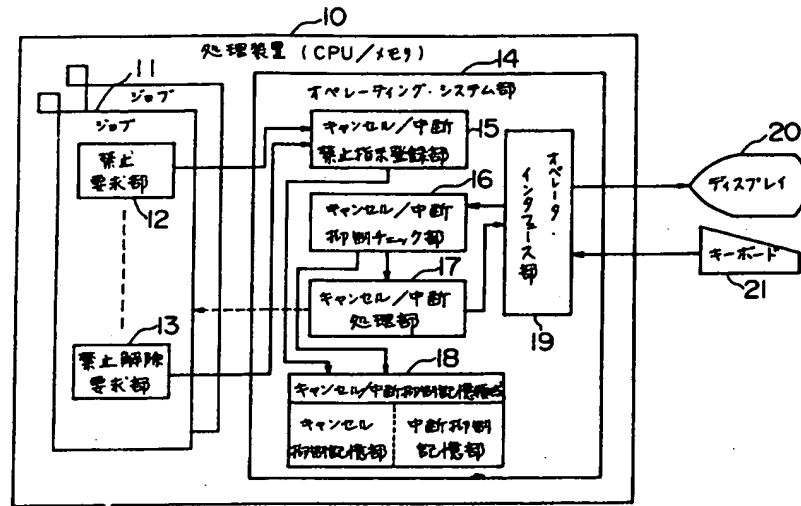 10
処理装置（CPU／メモリ）
11
ジョブ
ジョブ
禁止
要求部
12
13
禁止解除
要求部
14
オペレーティング・システム部
キャンセル／中断
禁止指示登録部
15
16
キャンセル／中断
抑制チェック部
17
キャンセル／中断
処理部
18
キャンセル/中断抑制記憶機構
キャンセル
抑制記憶部
中断抑制
記憶部
オペレータ・
インタフェース部
19
20
ディスプレイ
キーボード
21